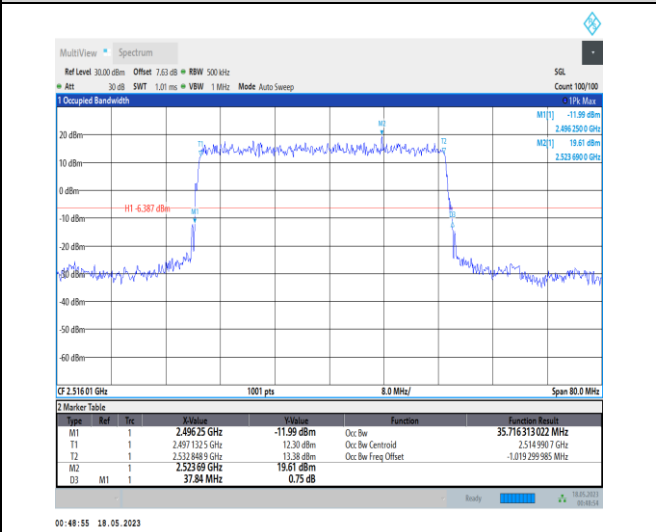 MultiView Spectrum
Ref Level 30.00 dBm Offset 7.63 dB RBW 500 kHz SGL
Att 30 dB SWT 1.01 ms VBW 1 MHz Mode Auto Sweep Count 100/100
1 Occupied Bandwidth 1Pk Max
M1[1] -11.99 dBm
2.496 250 0 GHz
M2[1] 19.61 dBm
2.523 690 0 GHz
M2
T1
T2
20 dBm
10 dBm
0 dBm
H1 -6.387 dBm
M1
D3
-10 dBm
-20 dBm
-30 dBm
-40 dBm
-50 dBm
-60 dBm
CF 2.516 01 GHz 1001 pts 8.0 MHz/ Span 80.0 MHz
2 Marker Table
Type Ref Trc X-Value Y-Value Function Function Result
M1 1 2.496 25 GHz -11.99 dBm Occ Bw 35.716 313 022 MHz
T1 1 2.497 132 5 GHz 12.30 dBm Occ Bw Centroid 2.514 990 7 GHz
T2 1 2.532 848 9 GHz 13.38 dBm Occ Bw Freq Offset -1.019 299 985 MHz
M2 1 2.523 69 GHz 19.61 dBm
D3 M1 1 37.84 MHz 0.75 dB
Ready 18.05.2023
00:48:54
00:48:55 18.05.2023